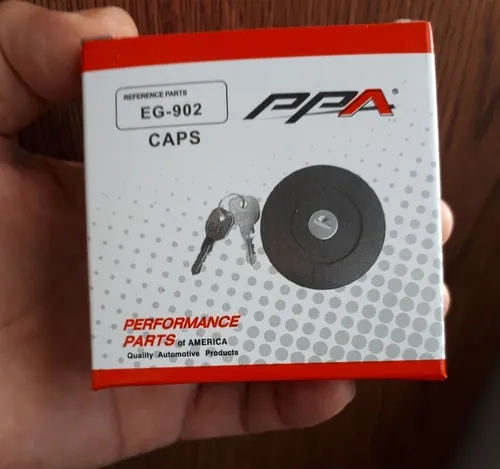 REFERENCE PARTS
EG-902
CAPS
PPA®
PERFORMANCE
PARTS of AMERICA
Quality Automotive Products